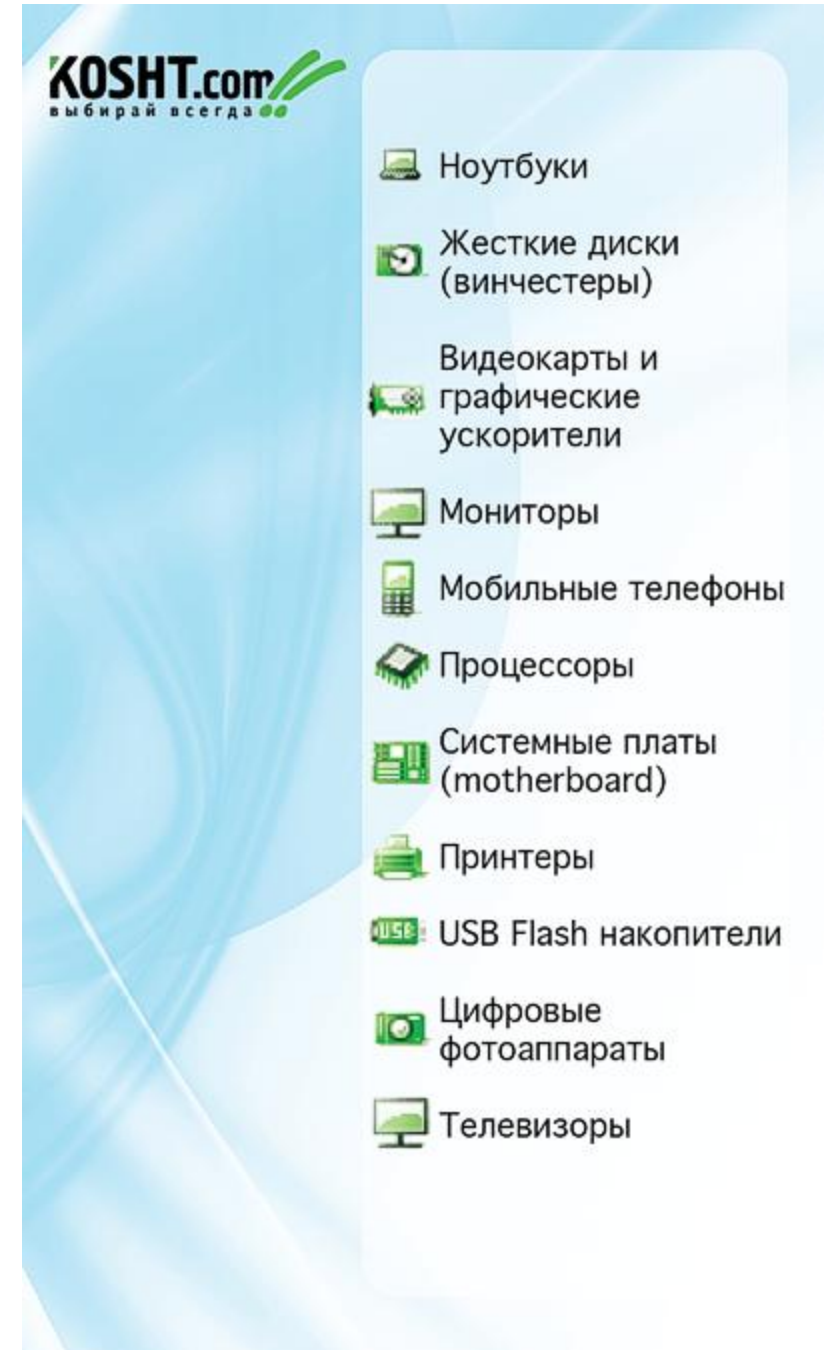 KOSHT.com
выбирай всегда
Ноутбуки
Жесткие диски
(винчестеры)
Видеокарты и
графические
ускорители
Мониторы
Мобильные телефоны
Процессоры
Системные платы
(motherboard)
Принтеры
USB
USB Flash накопители
Цифровые
фотоаппараты
Телевизоры